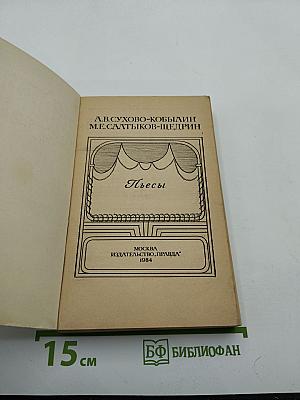 А.В.СУХОВО-КОБЫЛИН
М.Е.САЛТЫКОВ-ЩЕДРИН
Пьесы
МОСКВА
ИЗДАТЕЛЬСТВО „ПРАВДА“
1984
15 см
БФ БИБЛИОФАН